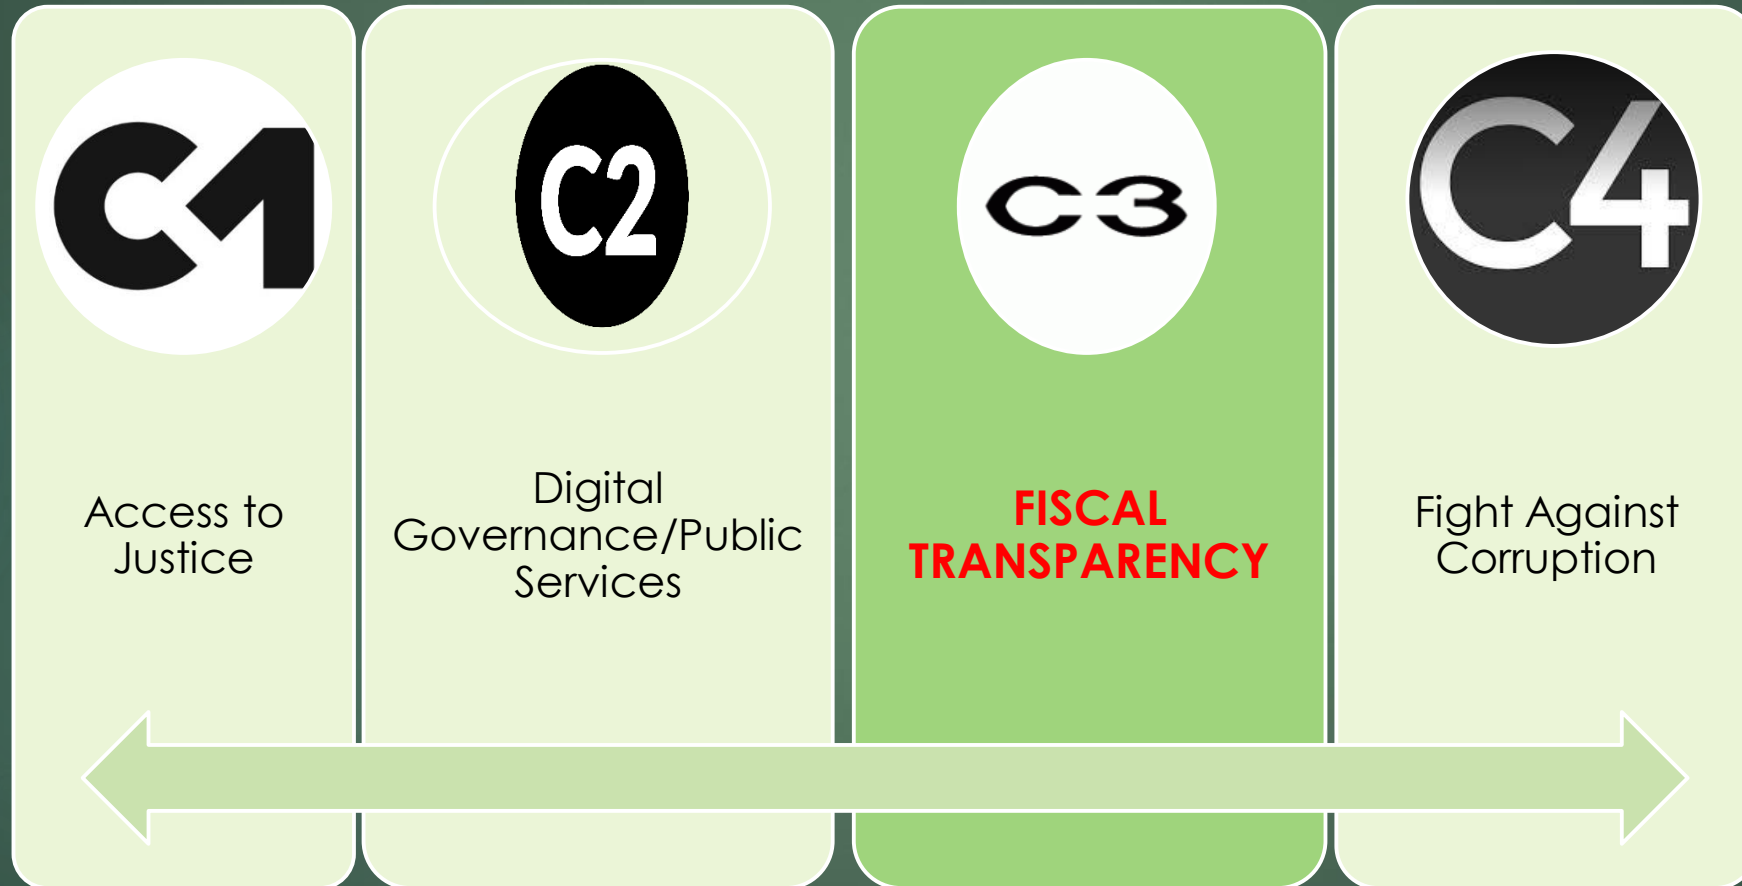 C1
Access to
Justice
C2
Digital
Governance/Public
Services
C3
FISCAL
TRANSPARENCY
C4
Fight Against
Corruption